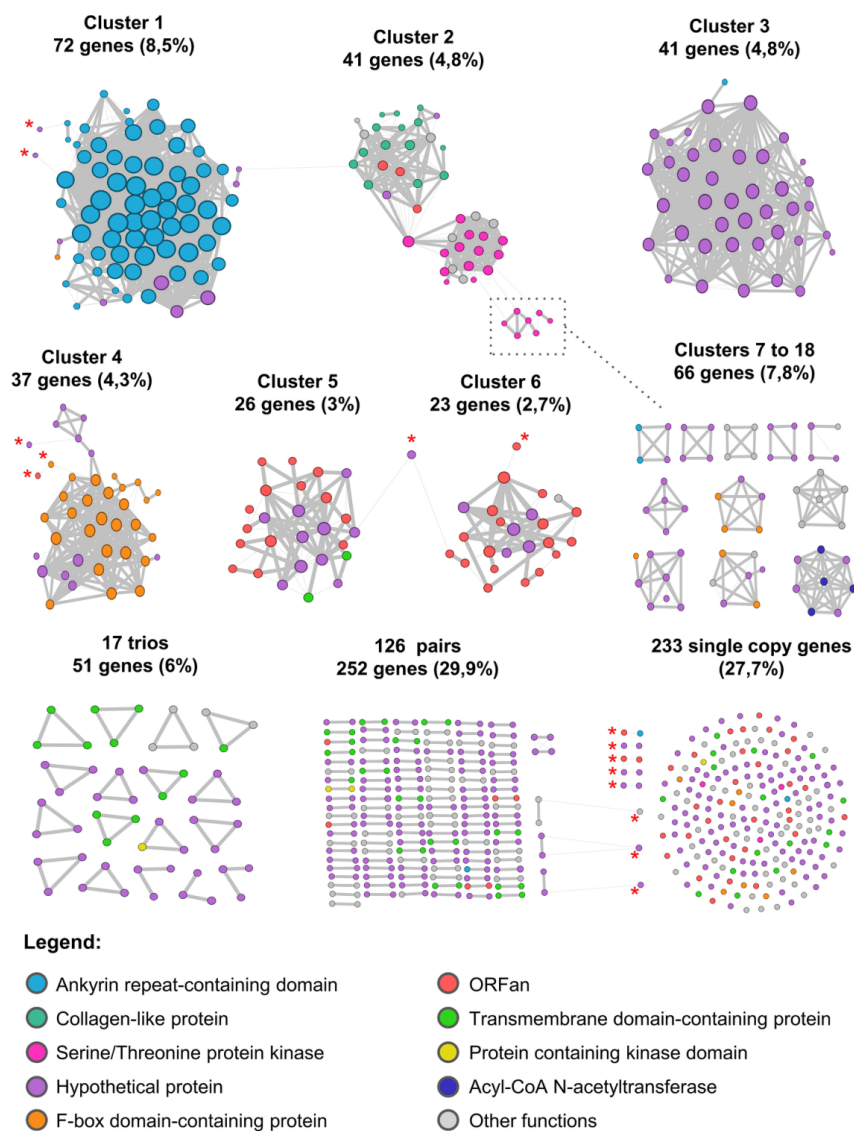 Cluster 1
72 genes (8,5%)
Cluster 2
41 genes (4,8%)
Cluster 3
41 genes (4,8%)
*
*
Cluster 4
37 genes (4,3%)
Cluster 5
26 genes (3%)
Cluster 6
23 genes (2,7%)
Clusters 7 to 18
66 genes (7,8%)
*
*
*
*
*
17 trios
51 genes (6%)
126 pairs
252 genes (29,9%)
233 single copy genes
(27,7%)
*
*
*
*
*
*
*
*
Legend:
Ankyrin repeat-containing domain
Collagen-like protein
Serine/Threonine protein kinase
Hypothetical protein
F-box domain-containing protein
ORFan
Transmembrane domain-containing protein
Protein containing kinase domain
Acyl-CoA N-acetyltransferase
Other functions